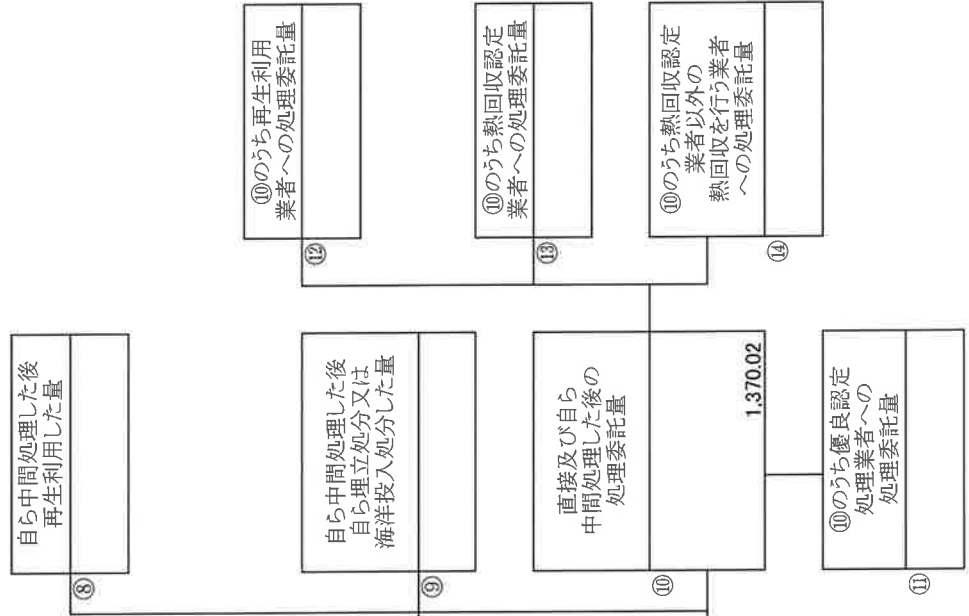 ⑧
自ら中間処理した後
再生利用した量
⑨
自ら中間処理した後
自ら埋立処分又は
海洋投入処分した量
⑩
直接及び自ら
中間処理した後の
処理委託量
1,370.02
⑪
⑩のうち優良認定
処理業者への
処理委託量
⑫
⑩のうち再生利用
業者への処理委託量
⑬
⑩のうち熱回収認定
業者への処理委託量
⑭
⑩のうち熱回収認定
業者以外の
熱回収を行う業者
への処理委託量